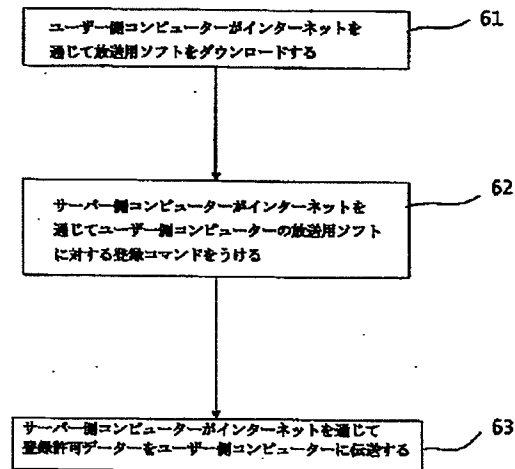 ユーザー側コンピューターがインターネットを
通じて放送用ソフトをダウンロードする
61
サーバー側コンピューターがインターネットを
通じてユーザー側コンピューターの放送用ソフト
に対する登録コマンドをうける
62
サーバー側コンピューターがインターネットを通じて
登録許可データーをユーザー側コンピューターに伝送する
63